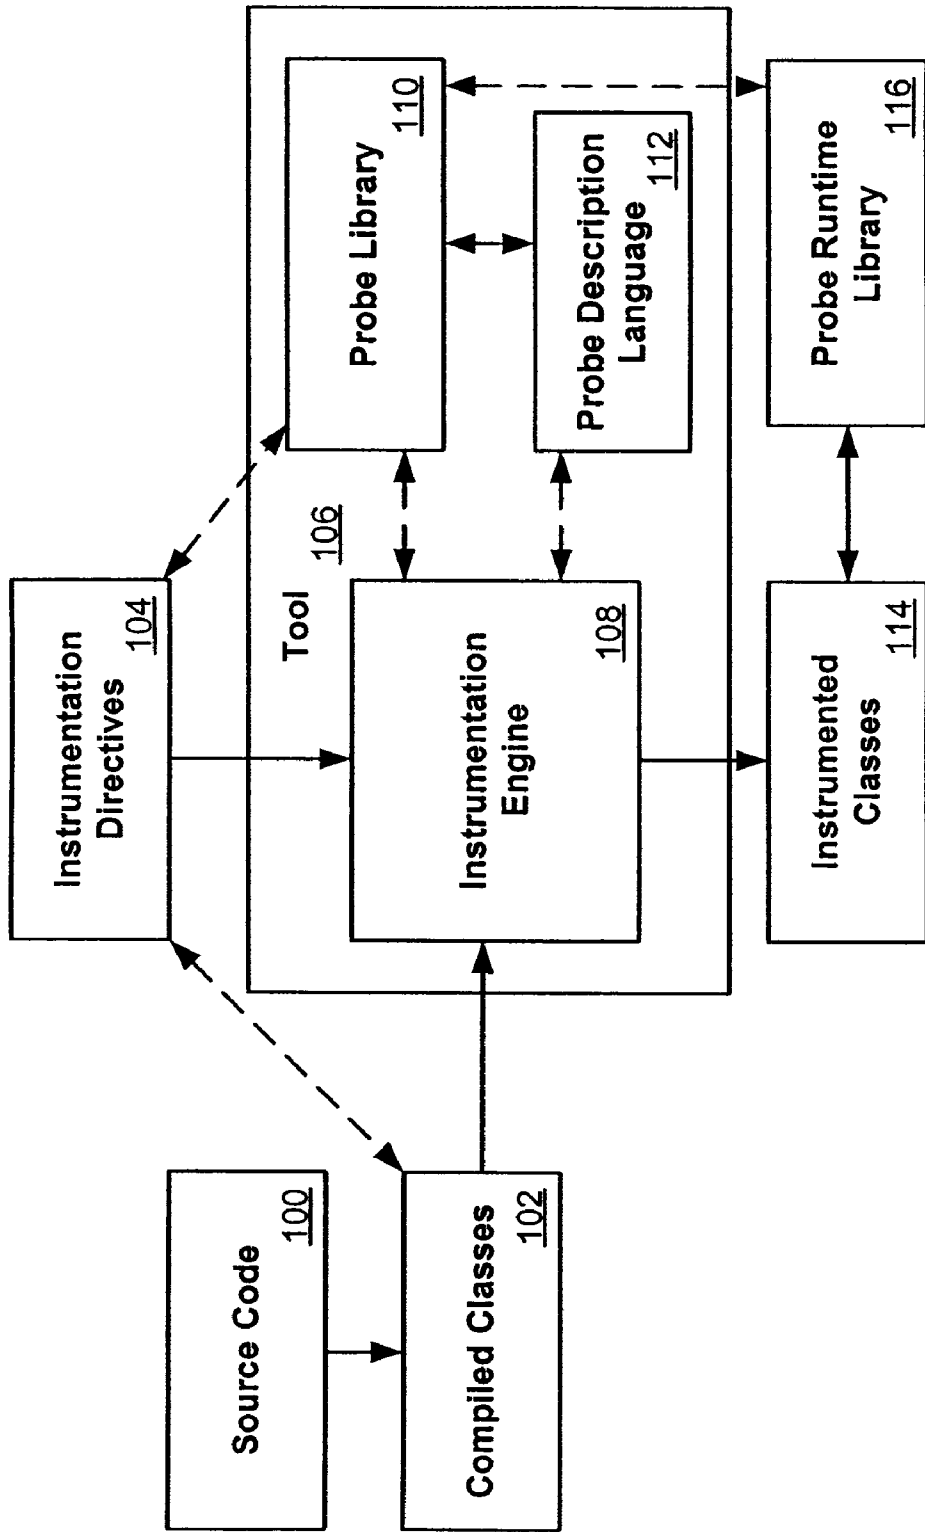 Source Code
100
Compiled Classes
102
Instrumentation
Directives
104
Tool
106
Instrumentation
Engine
108
Probe Library
110
Probe Description
Language
112
Instrumented
Classes
114
Probe Runtime
Library
116